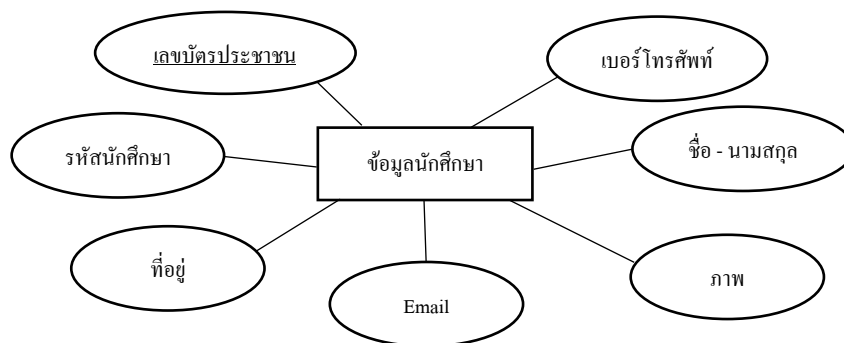 เลขบัตรประชาชน
เบอร์โทรศัพท์
รหัสนักศึกษา
ข้อมูลนักศึกษา
ชื่อ - นามสกุล
ที่อยู่
Email
ภาพ